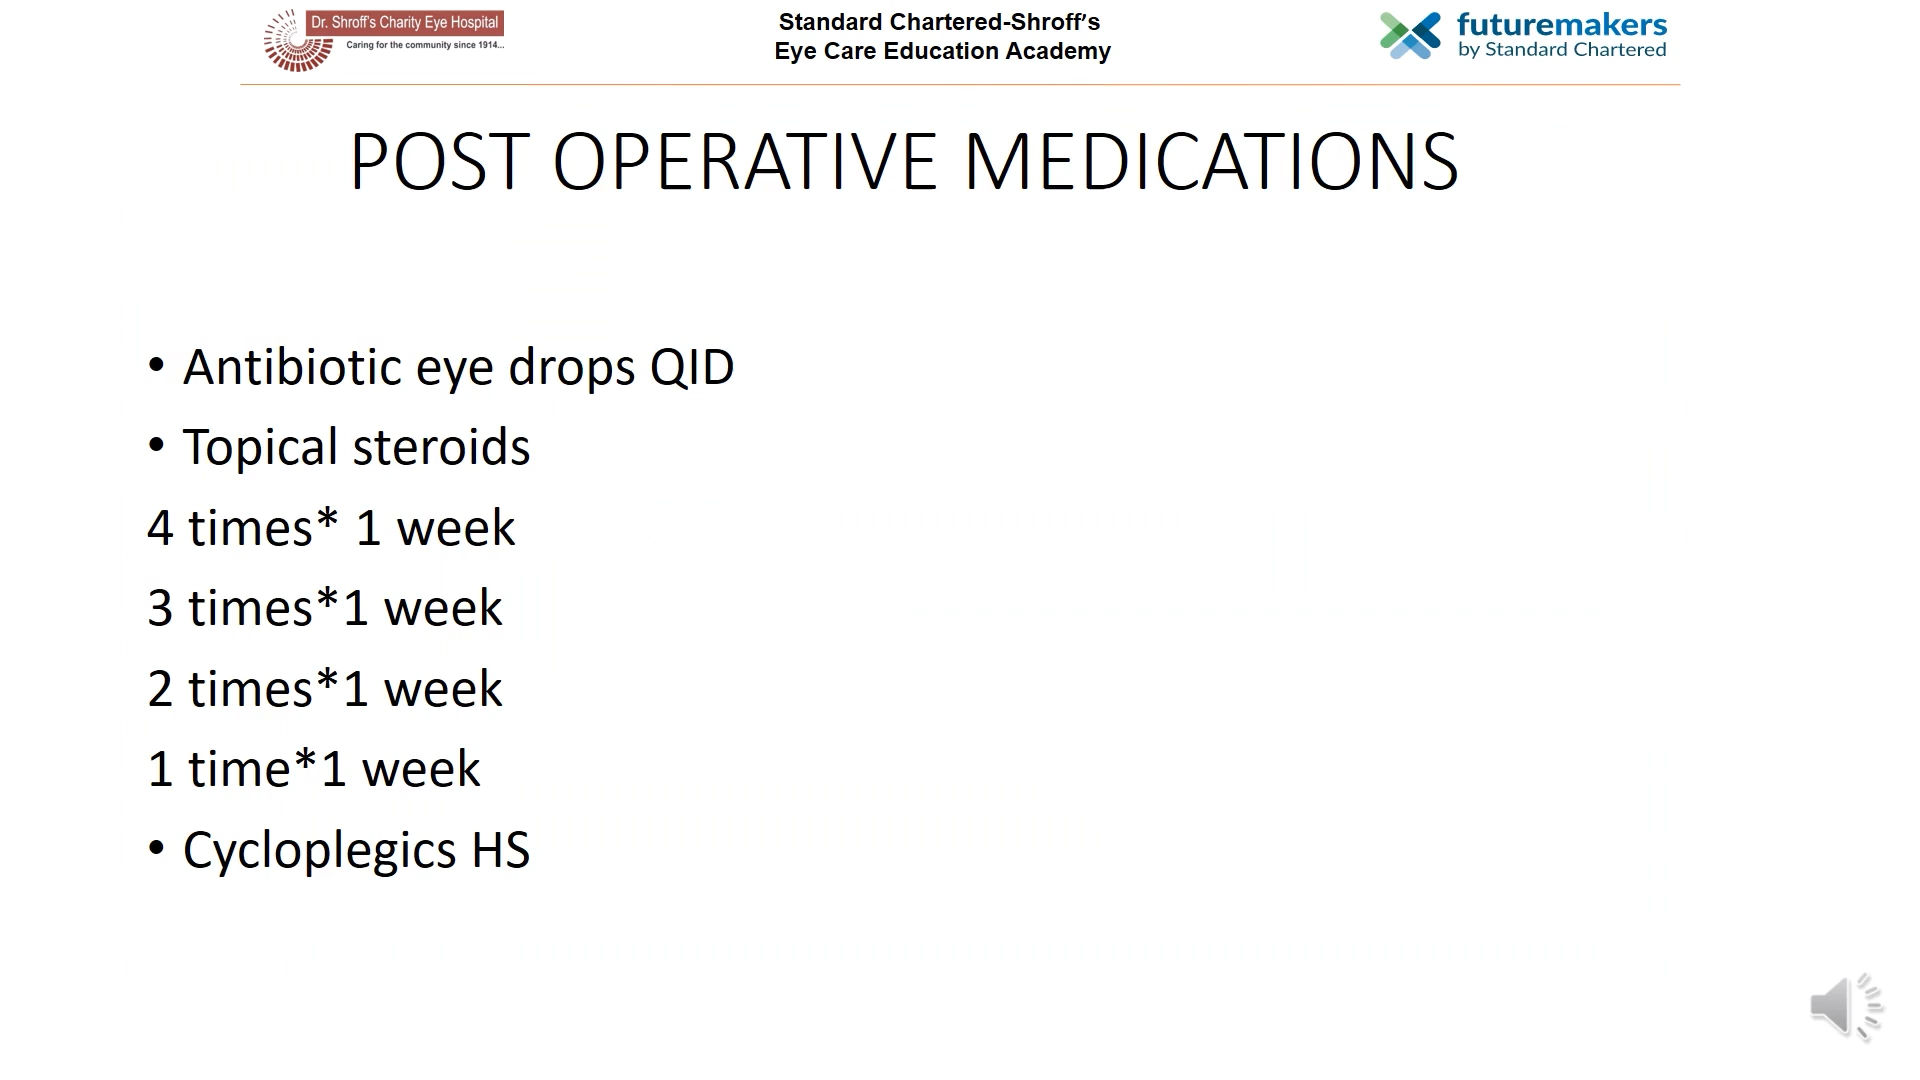 Dr. Shroff's Charity Eye Hospital
Caring for the community since 1914...
Standard Chartered-Shroff's
Eye Care Education Academy
futuremakers
by Standard Chartered
POST OPERATIVE MEDICATIONS
• Antibiotic eye drops QID
• Topical steroids
4 times* 1 week
3 times*1 week
2 times*1 week
1 time*1 week
• Cycloplegics HS